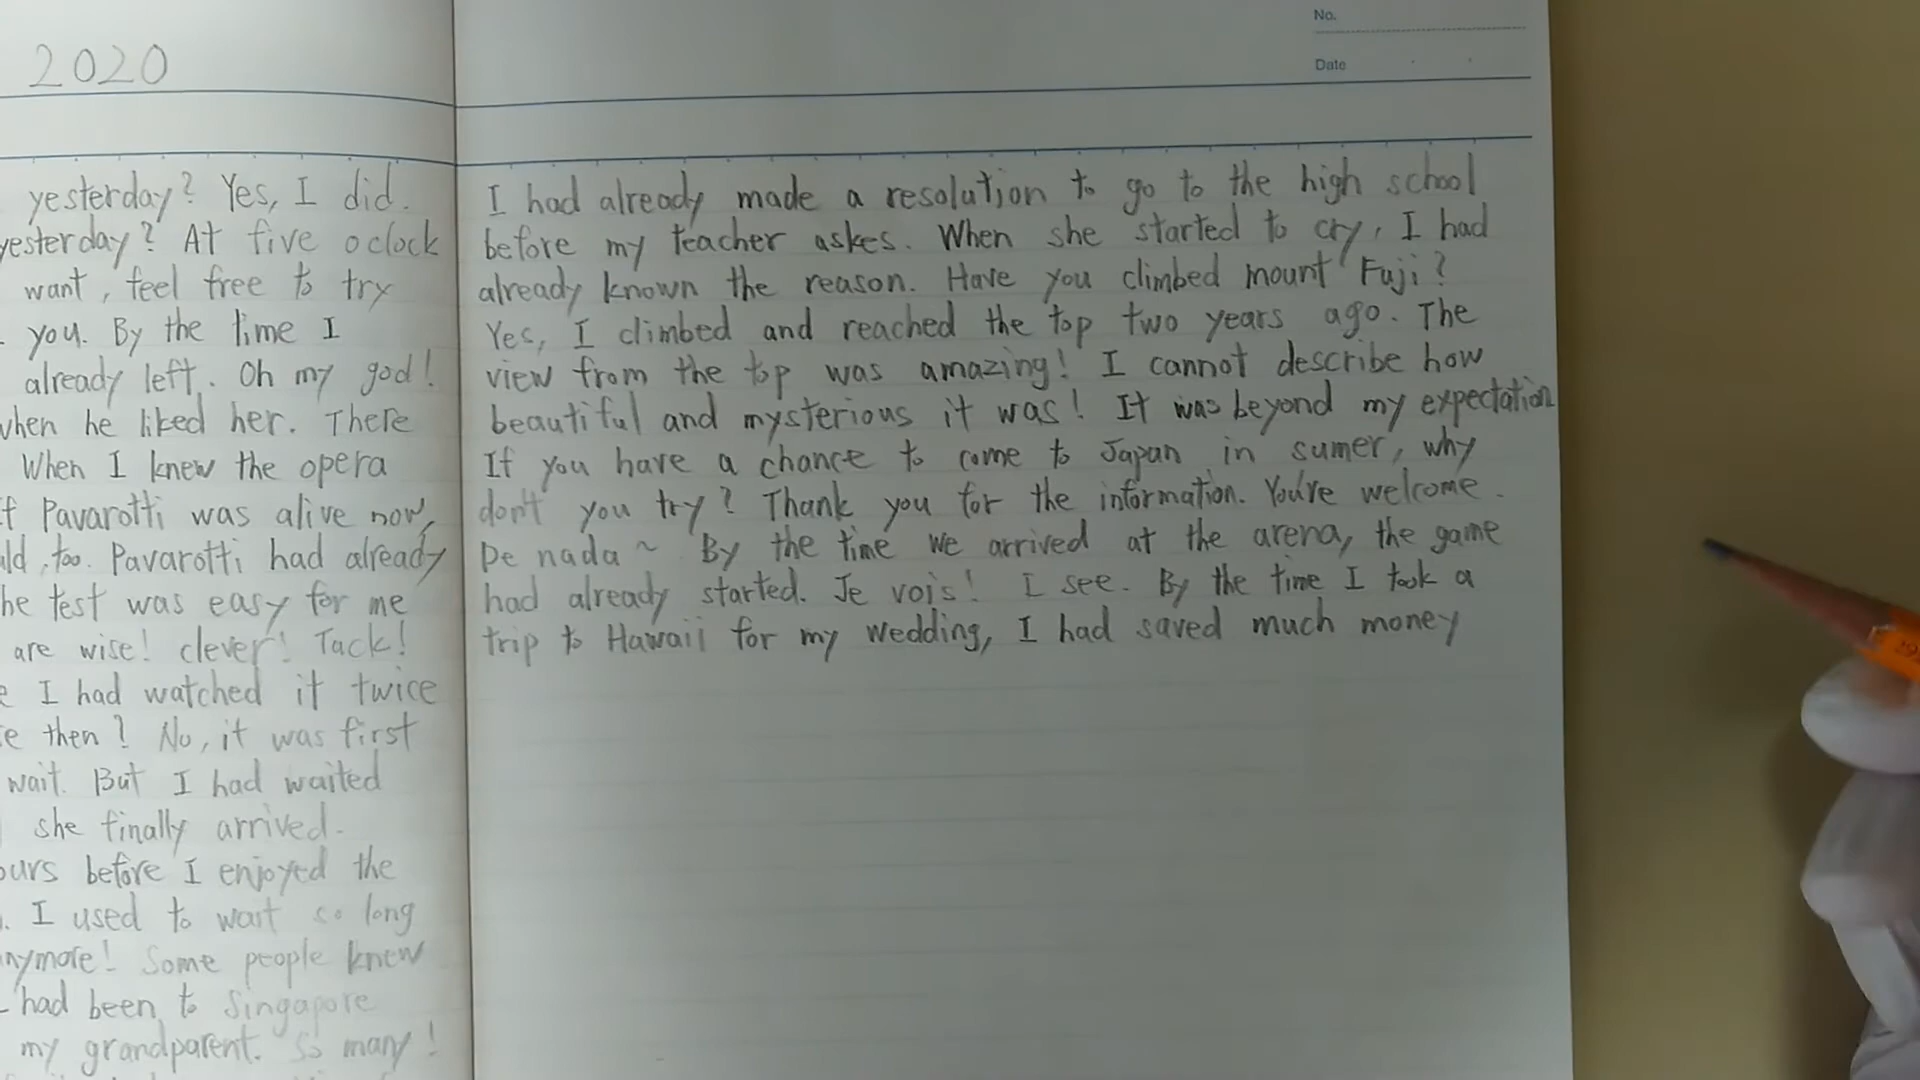 2020
yesterday? Yes, I did.
yesterday? At five oclock
want, feel free to try
you. By the time I
already left. Oh my god!
when he liked her. There
When I knew the opera
Pavarotti was alive now,
, too. Pavarotti had already
he test was easy for me
are wise! clever! Tack!
I had watched it twice
then? No, it was first
wait. But I had waited
she finally arrived.
before I enjoyed the
. I used to wait so long
nymore! Some people knew
had been to Singapore
my grandparent. So many!
No.
Date
I had already made a resolution to go to the high school
before my teacher askes. When she started to cry, I had
already known the reason. Have you climbed mount Fuji?
Yes, I climbed and reached the top two years ago. The
view from the top was amazing! I cannot describe how
beautiful and mysterious it was! It was beyond my expectation
If you have a chance to come to Japan in sumer, why
don't you try? Thank you for the information. You're welcome.
De nada ~ By the time we arrived at the arena, the game
had already started. Je vois! I see. By the time I took a
trip to Hawaii for my wedding, I had saved much money